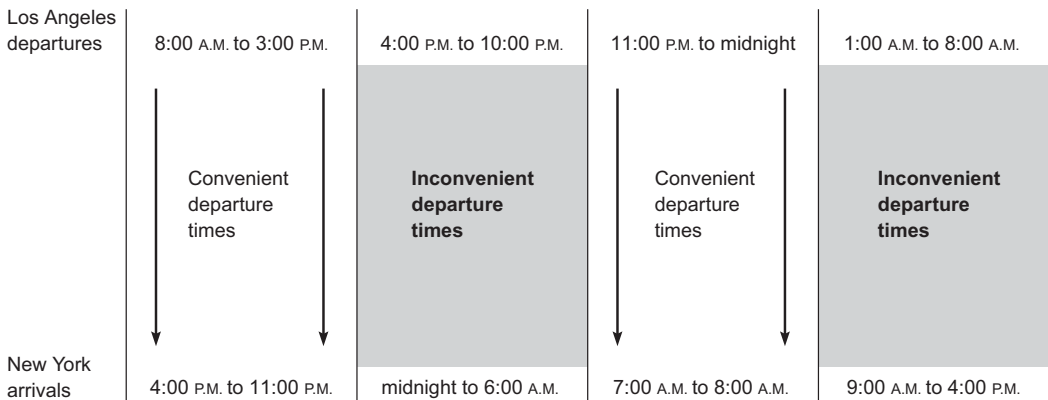 Los Angeles
departures
8:00 A.M. to 3:00 P.M.
4:00 P.M. to 10:00 P.M.
11:00 P.M. to midnight
1:00 A.M. to 8:00 A.M.
Convenient
departure
times
Inconvenient
departure
times
Convenient
departure
times
Inconvenient
departure
times
New York
arrivals
4:00 P.M. to 11:00 P.M.
midnight to 6:00 A.M.
7:00 A.M. to 8:00 A.M.
9:00 A.M. to 4:00 P.M.